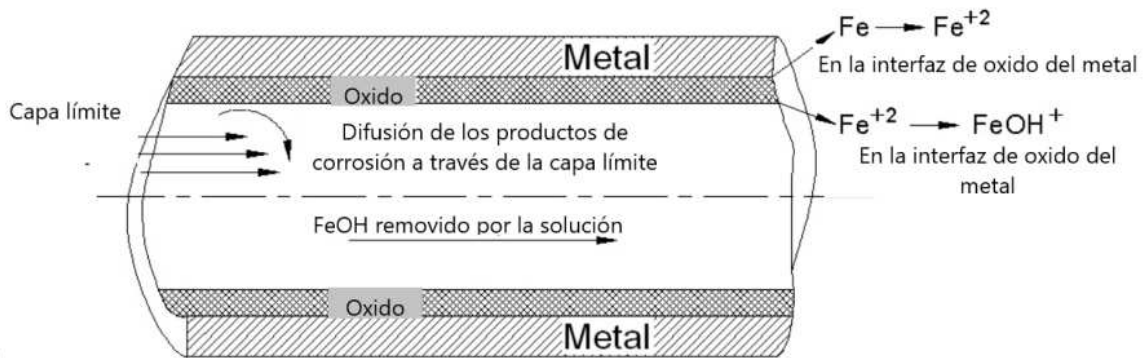 Metal
Fe → Fe+2
En la interfaz de oxido del metal
Oxido
Capa límite
Difusión de los productos de
corrosión a través de la capa límite
Fe+2 → FeOH+
En la interfaz de oxido del
metal
FeOH removido por la solución
Oxido
Metal